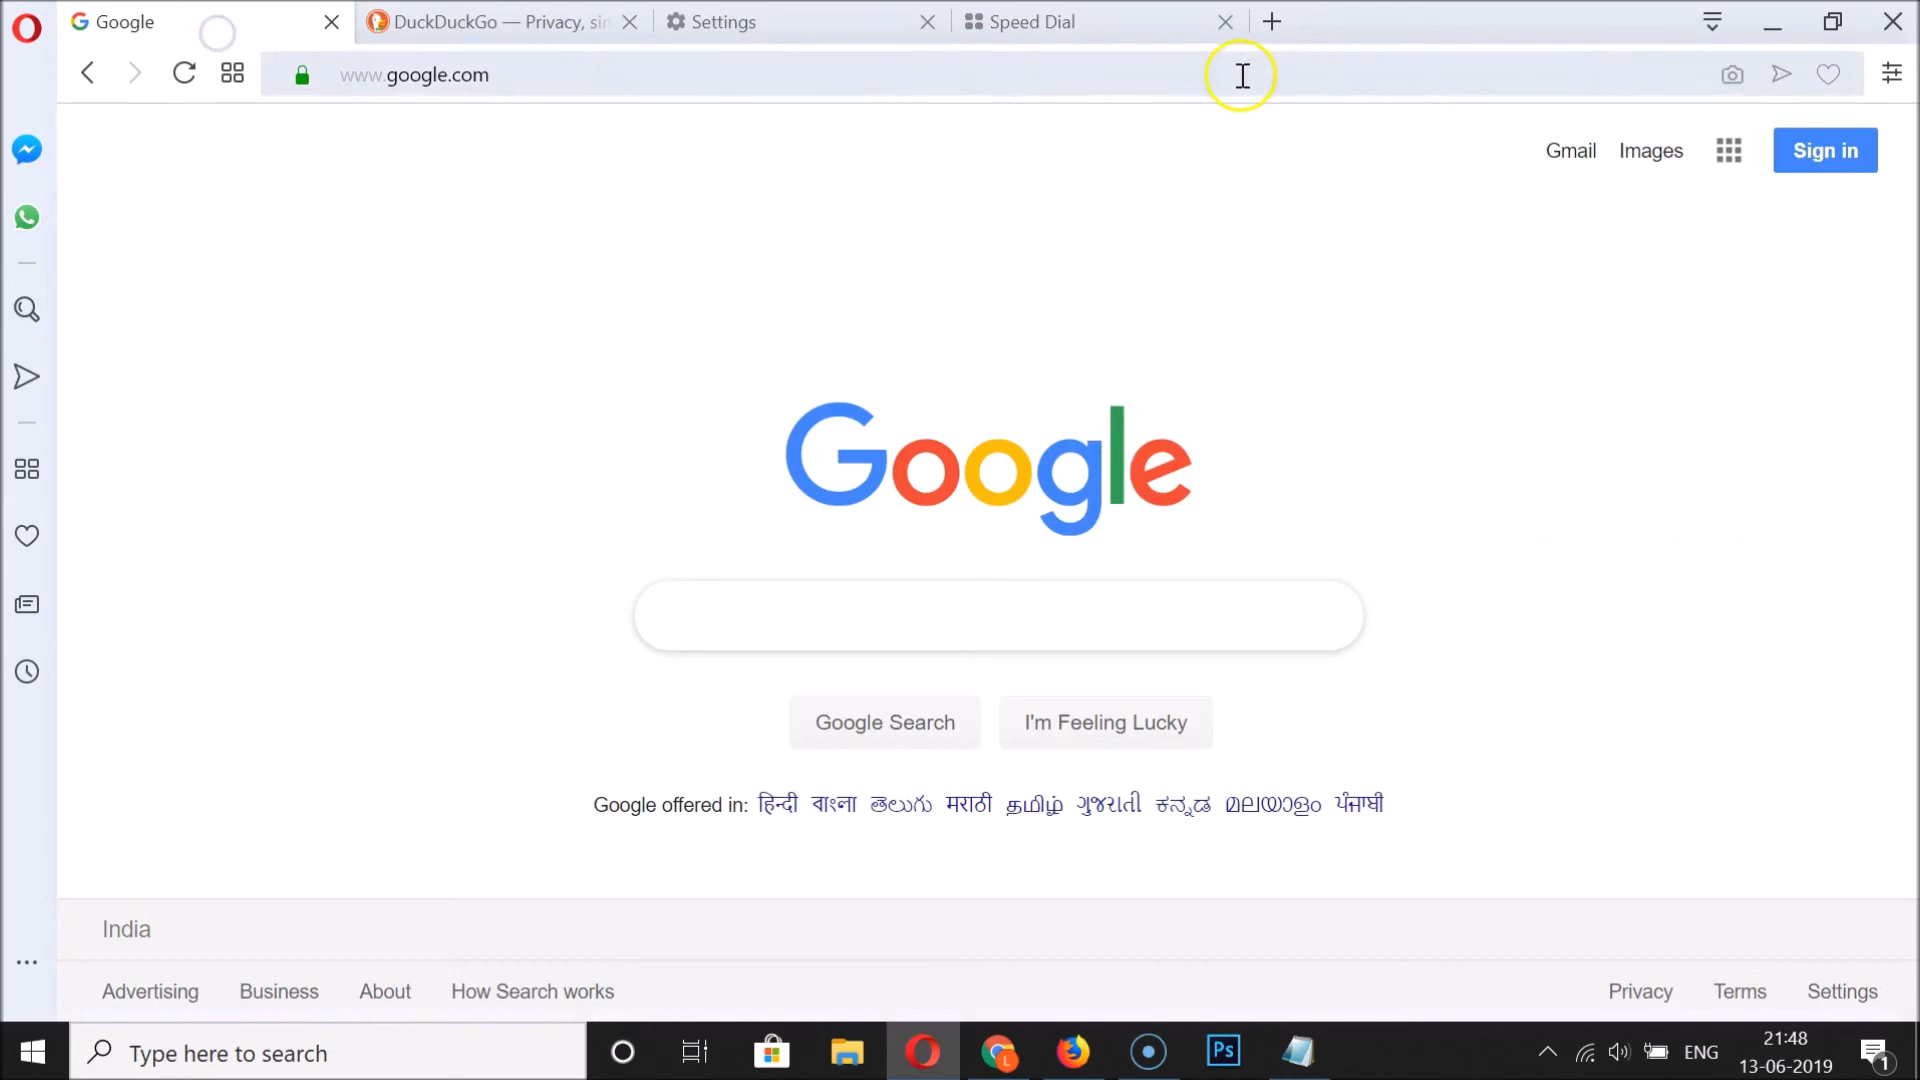 Google
DuckDuckGo — Privacy, sin
Settings
Speed Dial
www.google.com
Gmail Images Sign in
Google
Google Search I'm Feeling Lucky
Google offered in: हिन्दी বাংলা తెలుగు मराठी தமிழ் ગુજરાતી ಕನ್ನಡ മലയാളം ਪੰਜਾਬੀ
India
Advertising Business About How Search works Privacy Terms Settings
Type here to search
L
Ps
ENG
21:48
13-06-2019
1